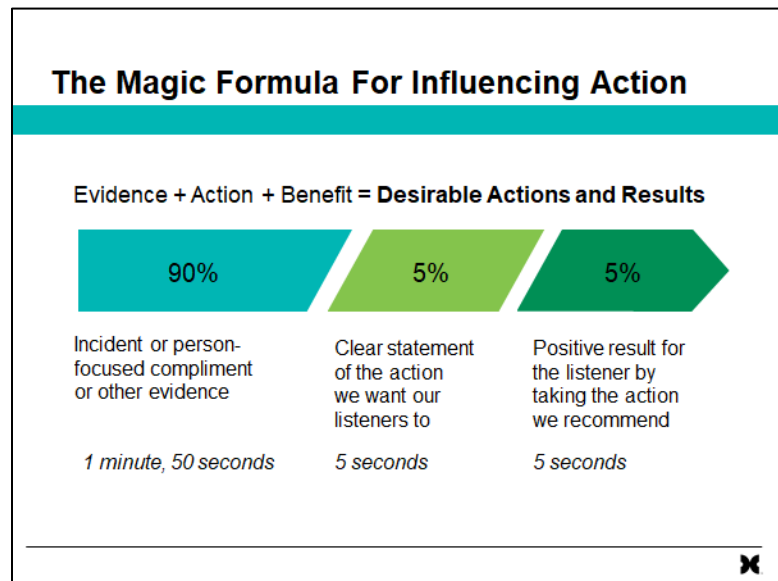 The Magic Formula For Influencing Action
Evidence + Action + Benefit = Desirable Actions and Results
90%
5%
5%
Incident or person-
focused compliment
or other evidence
1 minute, 50 seconds
Clear statement
of the action
we want our
listeners to
5 seconds
Positive result for
the listener by
taking the action
we recommend
5 seconds